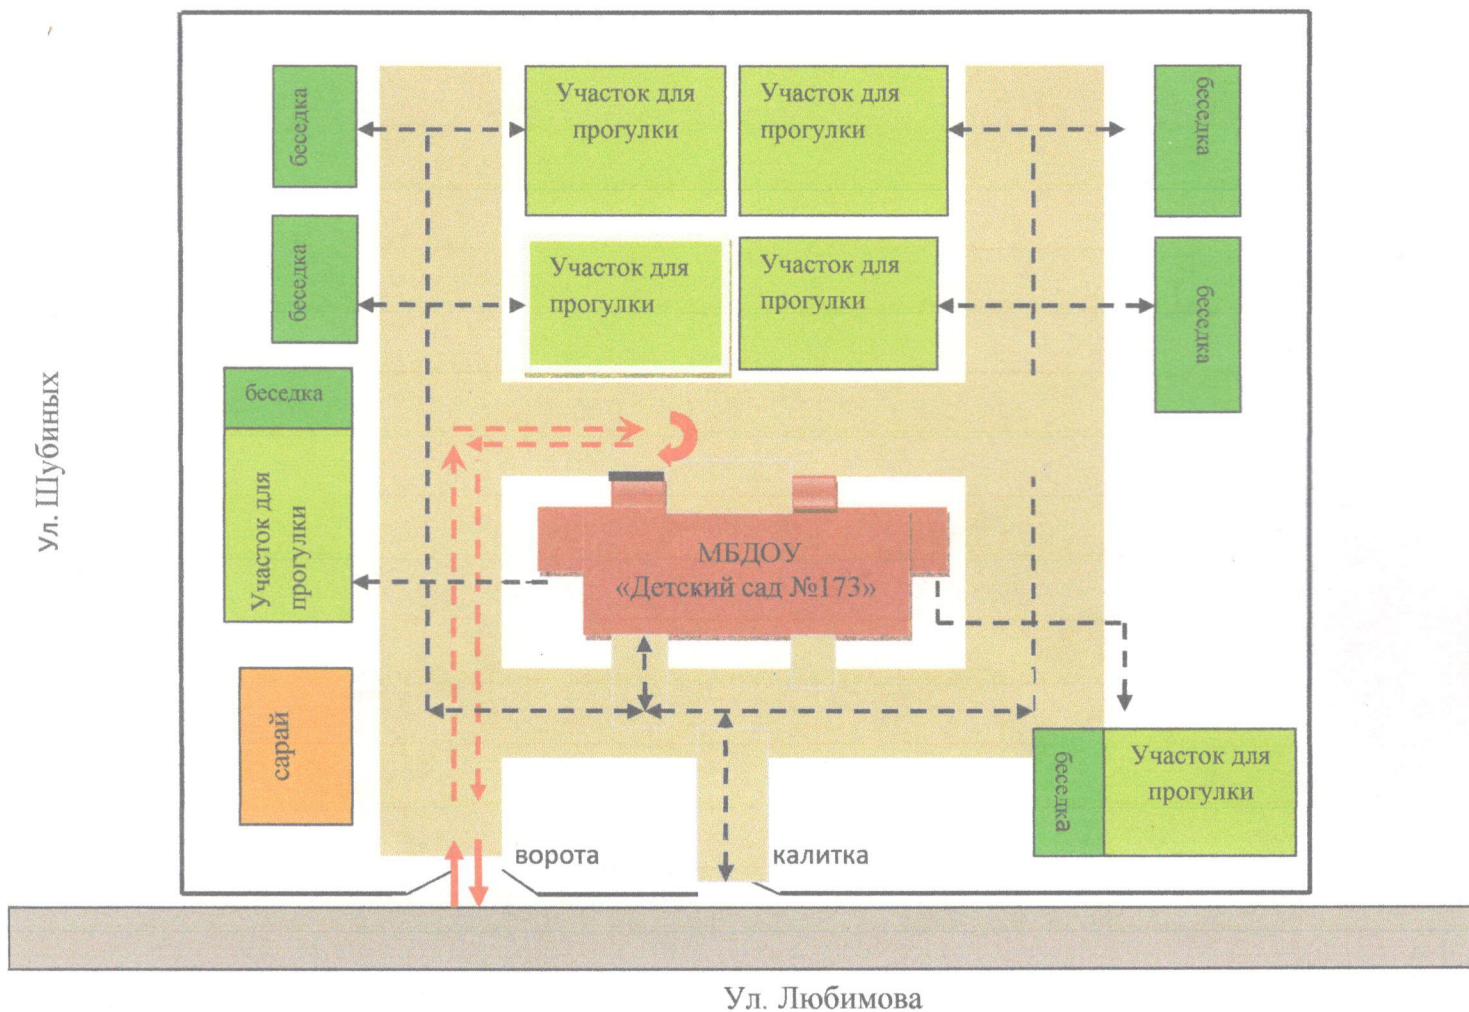 беседка
Участок для
прогулки
Участок для
прогулки
беседка
беседка
Участок для
прогулки
Участок для
прогулки
беседка
беседка
Участок для
прогулки
Ул. Шубиных
МБДОУ
«Детский сад №173»
сарай
беседка
Участок для
прогулки
ворота
калитка
Ул. Любимова